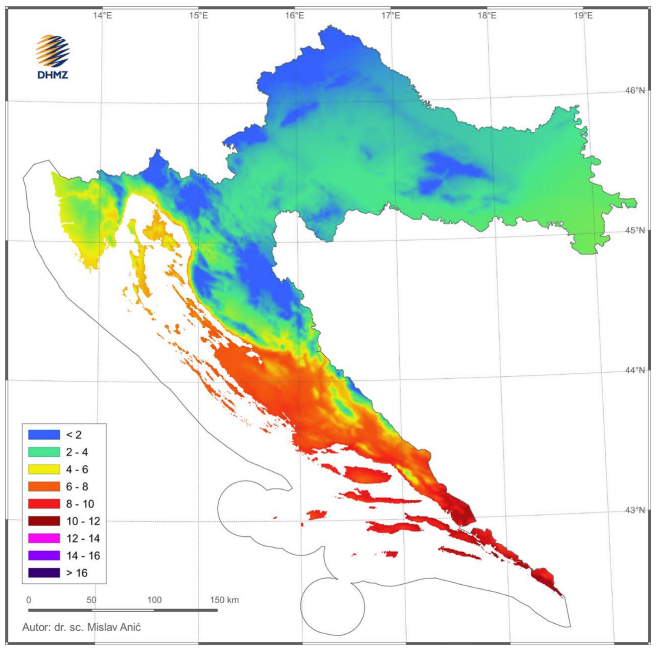 14°E 15°E 16°E 17°E 18°E 19°E
DHMZ
46°N
45°N
44°N
43°N
< 2
2 - 4
4 - 6
6 - 8
8 - 10
10 - 12
12 - 14
14 - 16
> 16
0 50 100 150 km
Autor: dr. sc. Mislav Anić